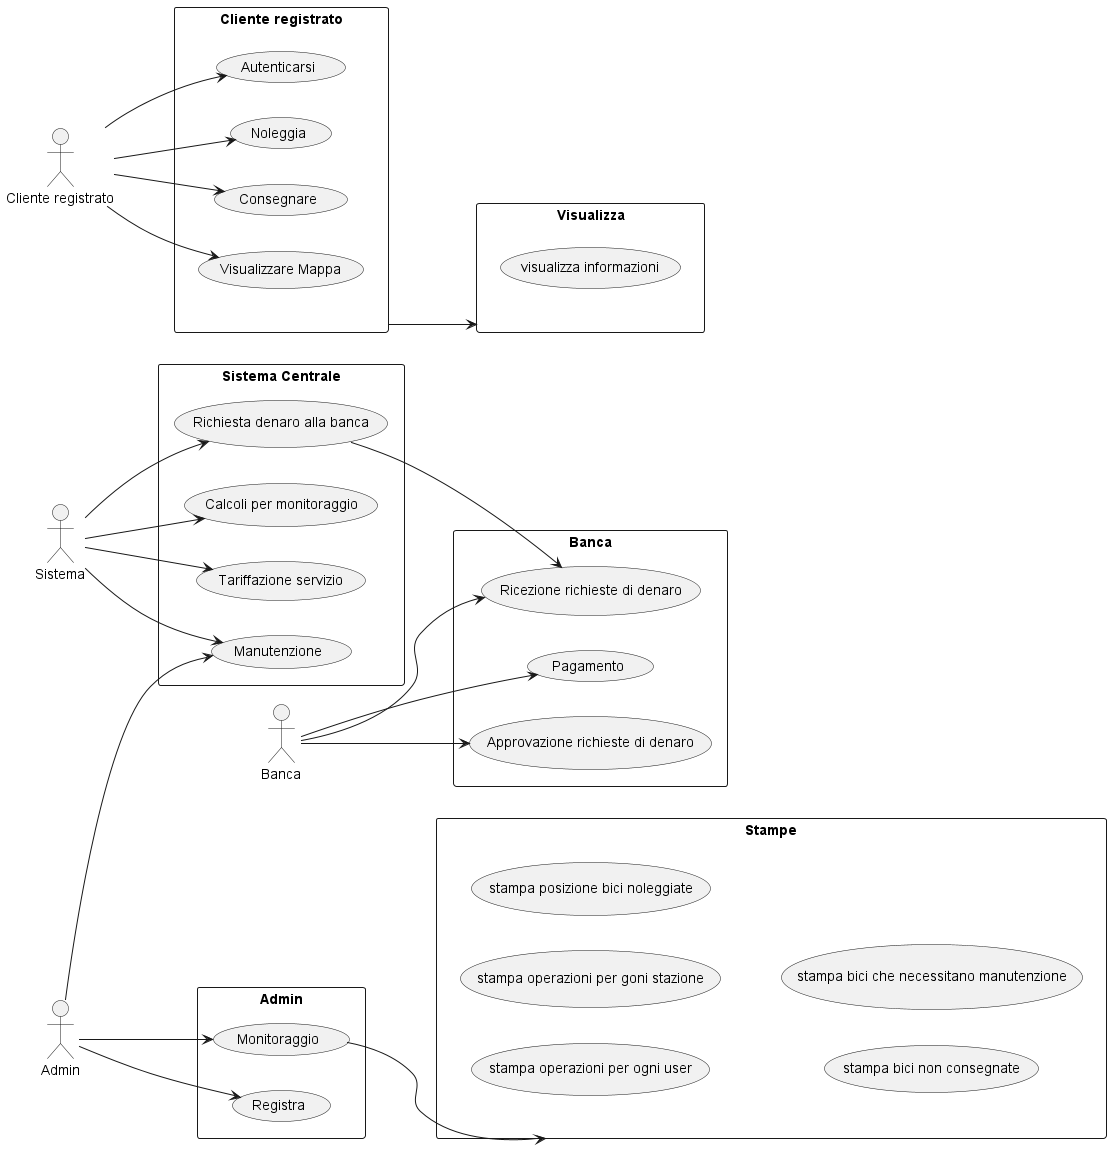 Cliente registrato
Autenticarsi
Noleggia
Consegnare
Visualizzare Mappa
Cliente registrato
Visualizza
visualizza informazioni
Sistema Centrale
Richiesta denaro alla banca
Calcoli per monitoraggio
Tariffazione servizio
Manutenzione
Sistema
Banca
Ricezione richieste di denaro
Pagamento
Approvazione richieste di denaro
Banca
Stampe
stampa posizione bici noleggiate
stampa operazioni per goni stazione
stampa bici che necessitano manutenzione
stampa operazioni per ogni user
stampa bici non consegnate
Admin
Monitoraggio
Registra
Admin